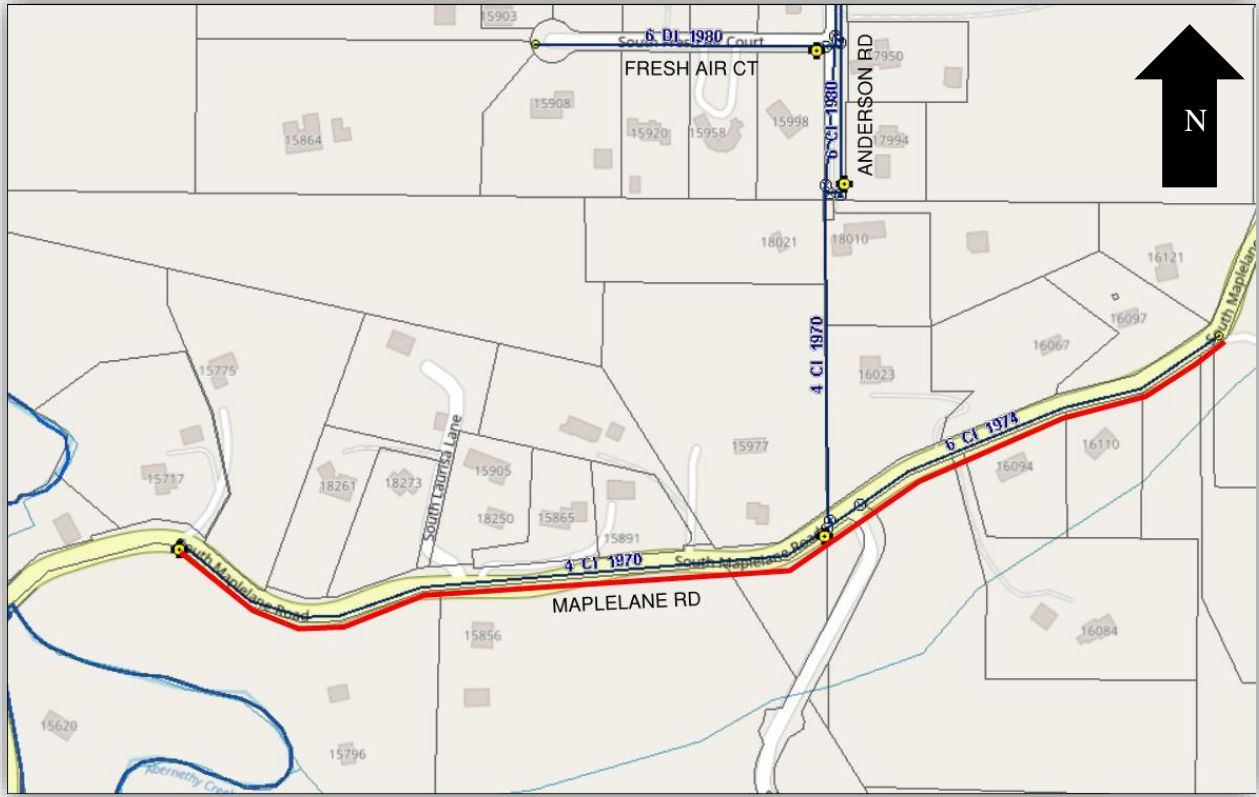 15903
6 DI 1980
South Fresh Air Court
FRESH AIR CT
ANDERSON RD
17950
N
15908
15864
15920
15958
15998
6 CI 1980
17994
18021
18010
16121
South Maplelane
16097
16067
4 CI 1970
15775
16023
6 CI 1974
South Laurisa Lane
15977
16110
15717
18261
18273
15905
16094
18250
15865
15891
South Maplelane Road
4 CI 1970
South Maplelane Road
MAPLELANE RD
15856
16084
15620
15796
Abernethy Creek